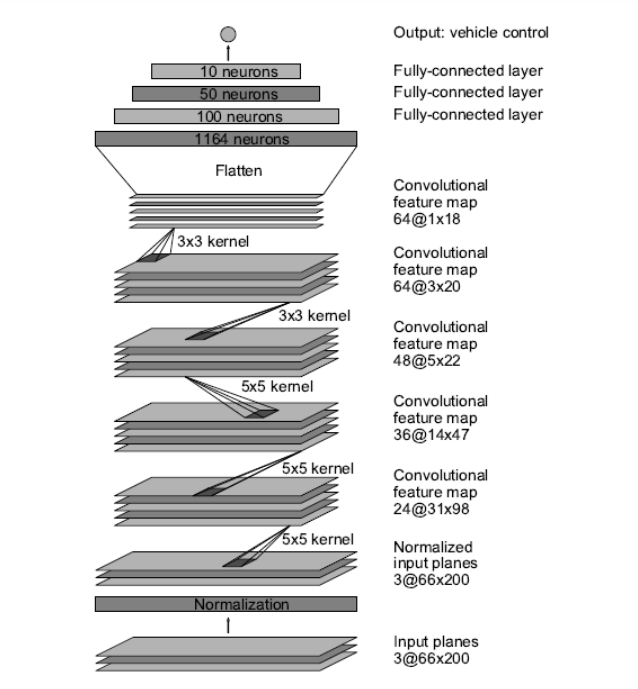 Output: vehicle control
10 neurons
Fully-connected layer
50 neurons
Fully-connected layer
100 neurons
Fully-connected layer
1164 neurons
Flatten
Convolutional
feature map
64@1x18
3x3 kernel
Convolutional
feature map
64@3x20
3x3 kernel
Convolutional
feature map
48@5x22
5x5 kernel
Convolutional
feature map
36@14x47
5x5 kernel
Convolutional
feature map
24@31x98
5x5 kernel
Normalized
input planes
3@66x200
Normalization
Input planes
3@66x200